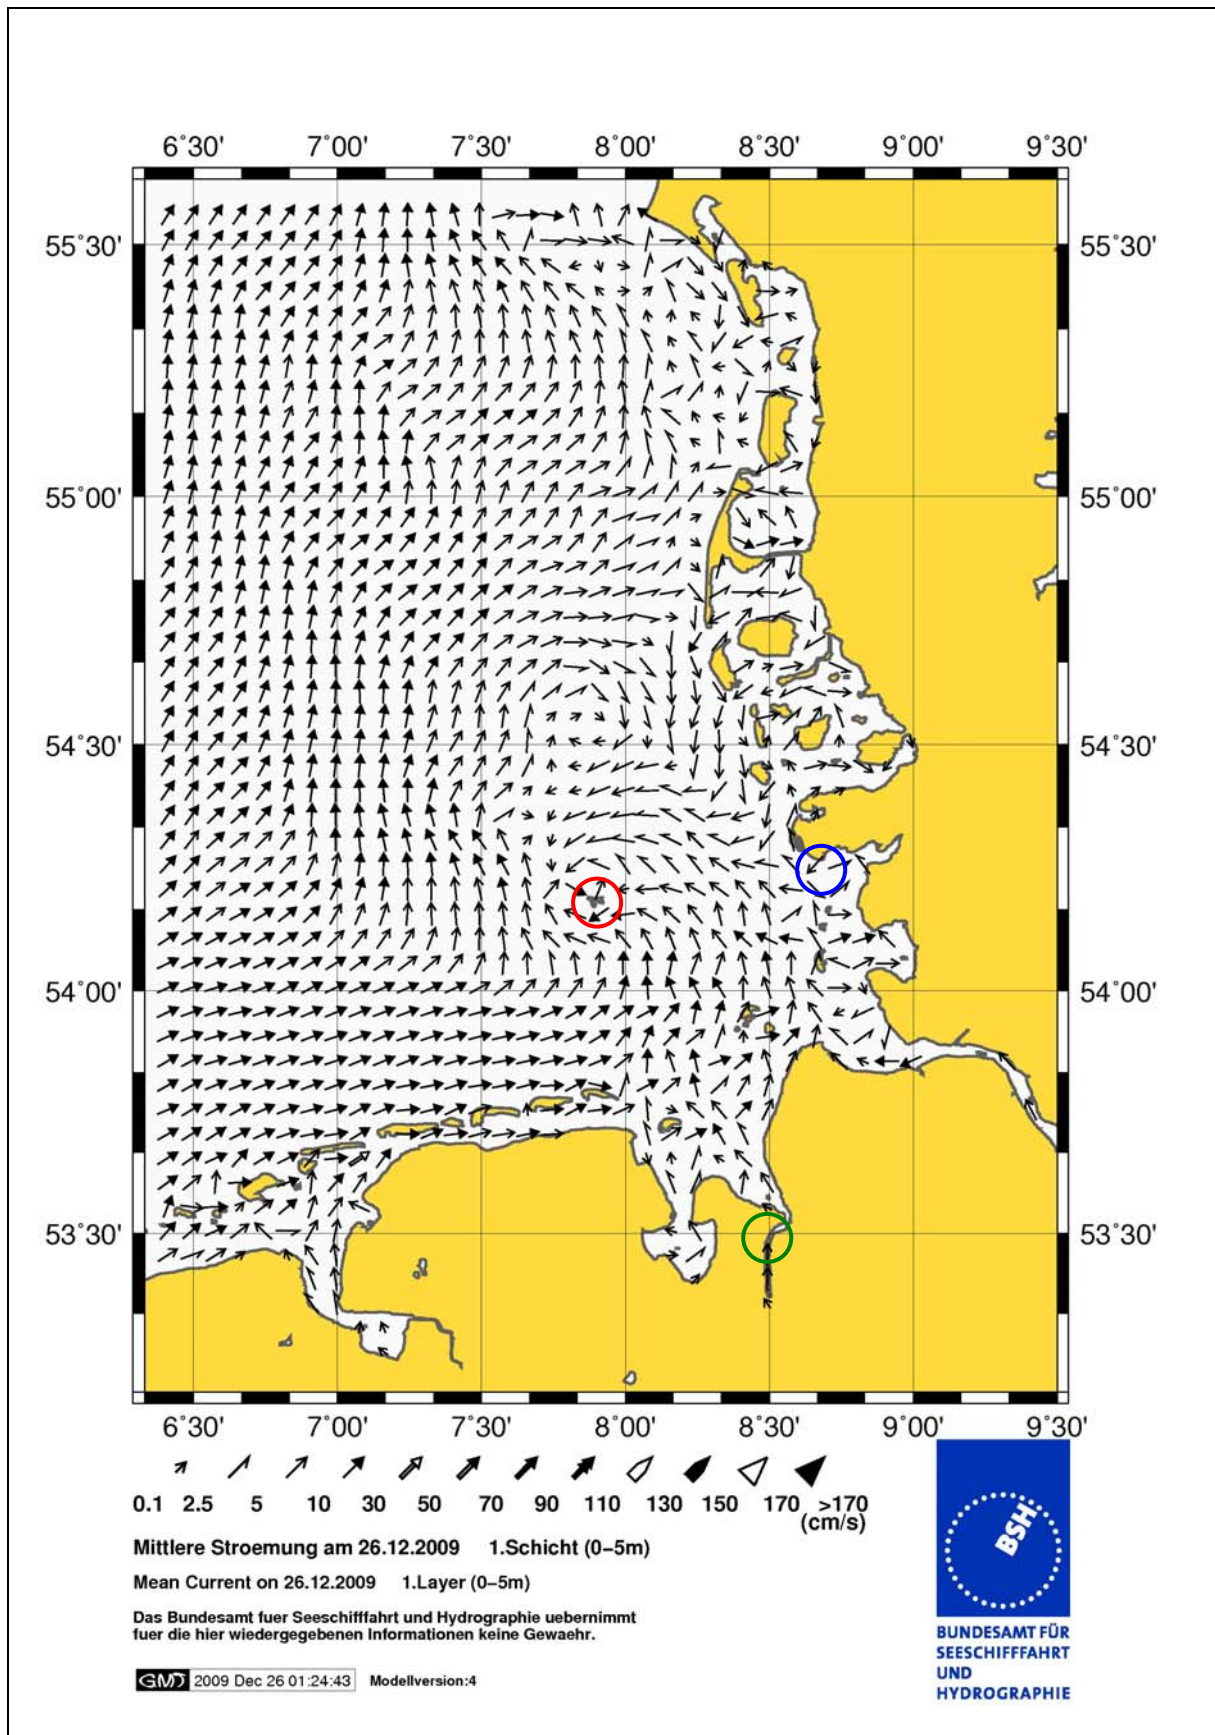 6°30' 7°00' 7°30' 8°00' 8°30' 9°00' 9°30'
55°30' 55°30'
55°00' 55°00'
54°30' 54°30'
54°00' 54°00'
53°30' 53°30'
6°30' 7°00' 7°30' 8°00' 8°30' 9°00' 9°30'
0.1 2.5 5 10 30 50 70 90 110 130 150 170 >170
(cm/s)
Mittlere Stroemung am 26.12.2009 1.Schicht (0–5m)
Mean Current on 26.12.2009 1.Layer (0–5m)
Das Bundesamt fuer Seeschifffahrt und Hydrographie uebernimmt
fuer die hier wiedergegebenen Informationen keine Gewaehr.
GMT 2009 Dec 26 01:24:43 Modellversion:4
BSH
BUNDESAMT FÜR
SEESCHIFFFAHRT
UND
HYDROGRAPHIE